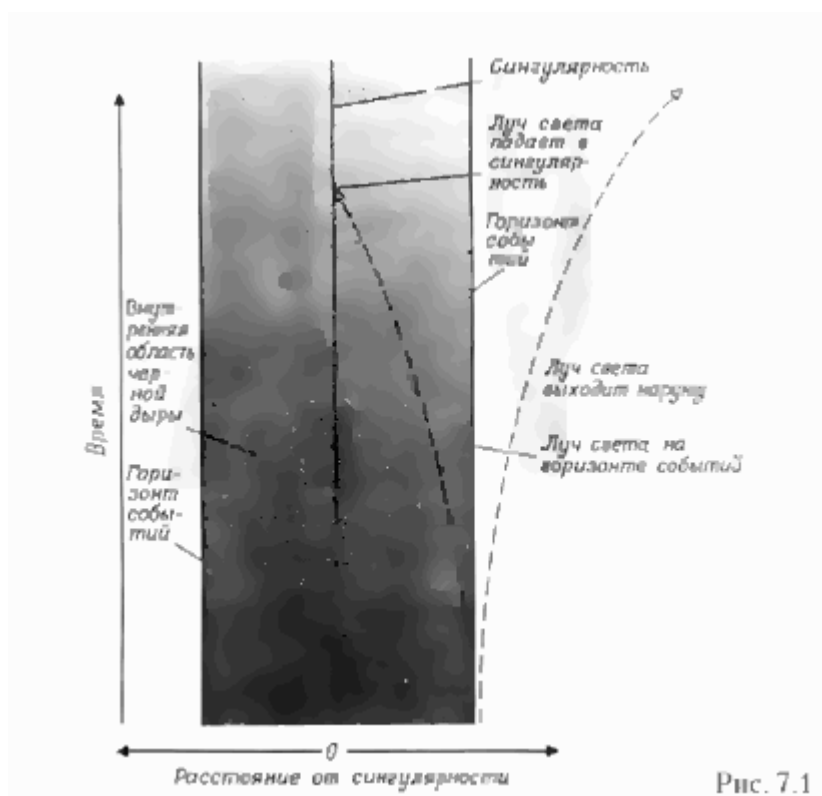 Сингулярность
Луч света
падает в
сингуляр-
ность
Горизонт
собы
тий
Внут-
ренняя
область
чер-
ной
дыры
Луч света
выходит наружу
Время
Луч света на
горизонте событий
Гори-
зонт
собы-
тий
0
Расстояние от сингулярности
Рис. 7.1